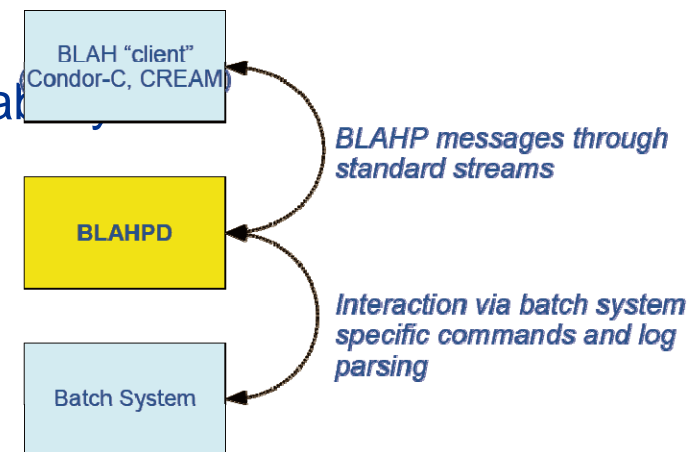 BLAH “client”
(Condor-C, CREAM)
BLAHP messages through
standard streams
BLAHPD
Interaction via batch system
specific commands and log
parsing
Batch System